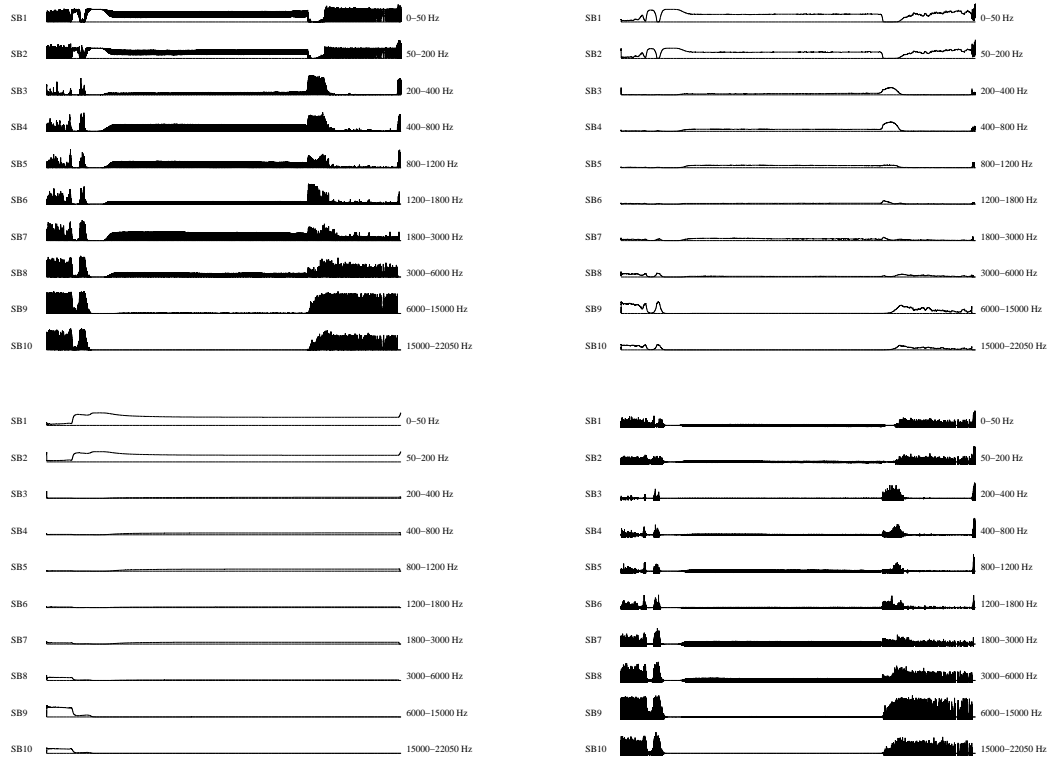 SB1 0–50 Hz
SB2 50–200 Hz
SB3 200–400 Hz
SB4 400–800 Hz
SB5 800–1200 Hz
SB6 1200–1800 Hz
SB7 1800–3000 Hz
SB8 3000–6000 Hz
SB9 6000–15000 Hz
SB10 15000–22050 Hz
SB1 0–50 Hz
SB2 50–200 Hz
SB3 200–400 Hz
SB4 400–800 Hz
SB5 800–1200 Hz
SB6 1200–1800 Hz
SB7 1800–3000 Hz
SB8 3000–6000 Hz
SB9 6000–15000 Hz
SB10 15000–22050 Hz
SB1 0–50 Hz
SB2 50–200 Hz
SB3 200–400 Hz
SB4 400–800 Hz
SB5 800–1200 Hz
SB6 1200–1800 Hz
SB7 1800–3000 Hz
SB8 3000–6000 Hz
SB9 6000–15000 Hz
SB10 15000–22050 Hz
SB1 0–50 Hz
SB2 50–200 Hz
SB3 200–400 Hz
SB4 400–800 Hz
SB5 800–1200 Hz
SB6 1200–1800 Hz
SB7 1800–3000 Hz
SB8 3000–6000 Hz
SB9 6000–15000 Hz
SB10 15000–22050 Hz